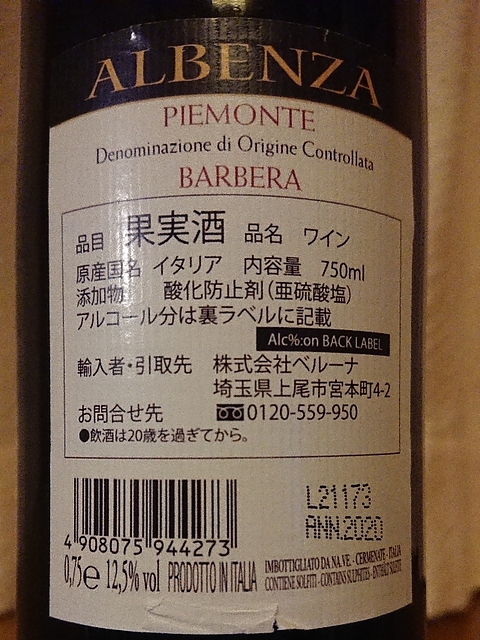 ALBENZA
PIEMONTE
Denominazione di Origine Controllata
BARBERA
品目 果実酒 品名 ワイン
原産国名 イタリア 内容量 750ml
添加物 酸化防止剤(亜硫酸塩)
アルコール分は裏ラベルに記載
Alc%:on BACK LABEL
輸入者・引取先 株式会社ベルーナ
埼玉県上尾市宮本町4-2
お問合せ先 0120-559-950
●飲酒は20歳を過ぎてから。
L21173
ANN.2020
4 908075 944273
0,75 e 12,5% vol PRODOTTO IN ITALIA
IMBOTTIGLIATO DA NA.VE. - CERMENATE - ITALIA
CONTIENE SOLFITI - CONTAINS SULPHITES - ENTHÄLT SULFITE